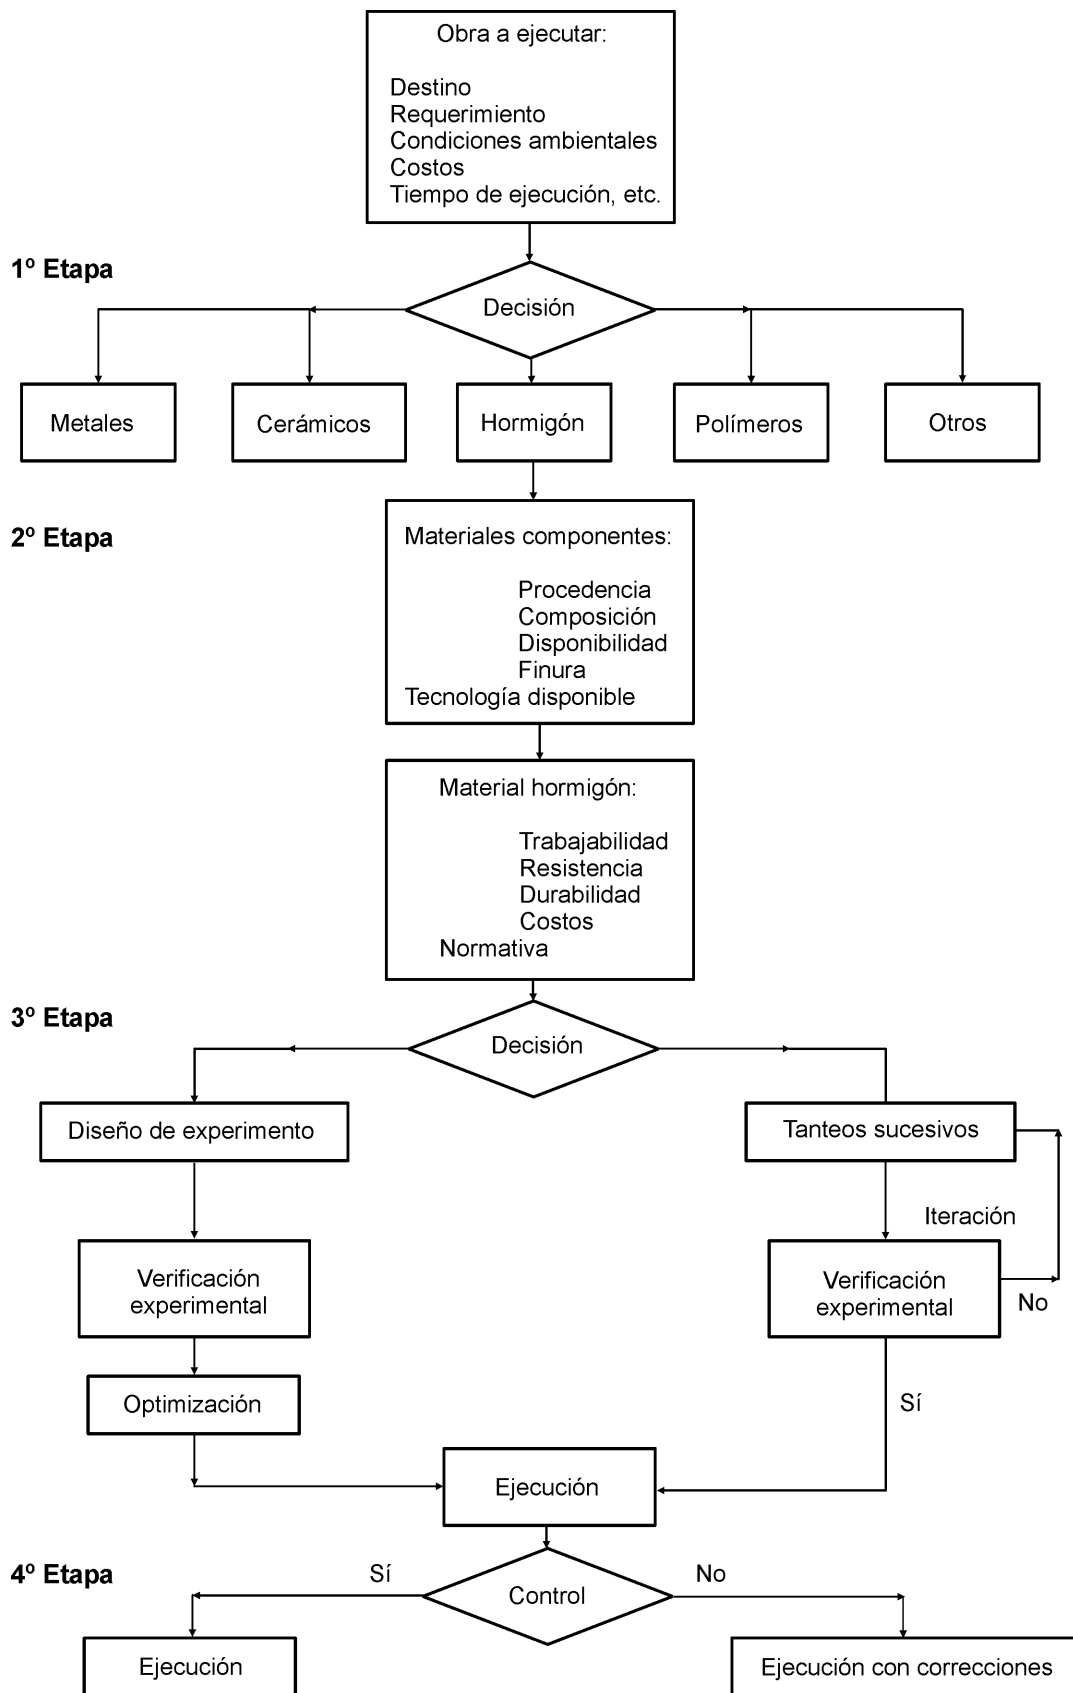 Obra a ejecutar:
Destino
Requerimiento
Condiciones ambientales
Costos
Tiempo de ejecución, etc.
1º Etapa
Decisión
Metales
Cerámicos
Hormigón
Polímeros
Otros
2º Etapa
Materiales componentes:
Procedencia
Composición
Disponibilidad
Finura
Tecnología disponible
Material hormigón:
Trabajabilidad
Resistencia
Durabilidad
Costos
Normativa
3º Etapa
Decisión
Diseño de experimento
Tanteos sucesivos
Iteración
Verificación
experimental
Verificación
experimental
No
Optimización
Sí
Ejecución
4º Etapa
Sí
Control
No
Ejecución
Ejecución con correcciones